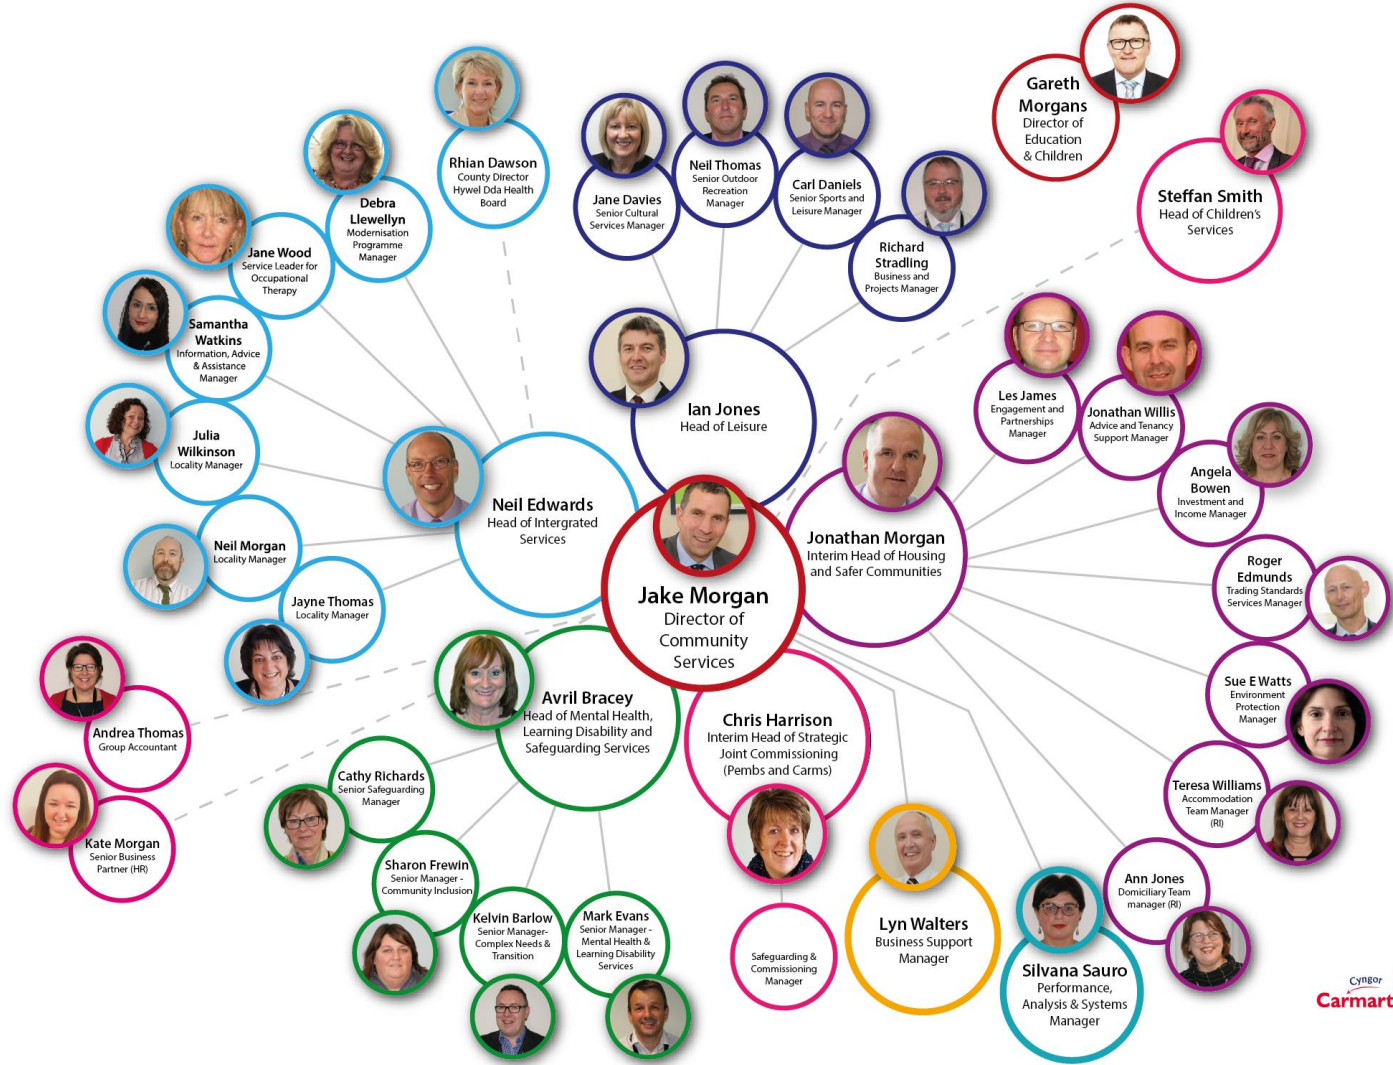 Gareth
Morgans
Director of
Education
& Children
Steffan Smith
Head of Children's
Services
Rhian Dawson
County Director
Hywel Dda Health
Board
Debra
Llewellyn
Modernisation
Programme
Manager
Jane Wood
Service Leader for
Occupational
Therapy
Samantha
Watkins
Information, Advice
& Assistance
Manager
Julia
Wilkinson
Locality Manager
Neil Morgan
Locality Manager
Jayne Thomas
Locality Manager
Neil Edwards
Head of Intergrated
Services
Jane Davies
Senior Cultural
Services Manager
Neil Thomas
Senior Outdoor
Recreation
Manager
Carl Daniels
Senior Sports and
Leisure Manager
Richard
Stradling
Business and
Projects Manager
Ian Jones
Head of Leisure
Jake Morgan
Director of
Community
Services
Jonathan Morgan
Interim Head of Housing
and Safer Communities
Les James
Engagement and
Partnerships
Manager
Jonathan Willis
Advice and Tenancy
Support Manager
Angela
Bowen
Investment and
Income Manager
Roger
Edmunds
Trading Standards
Services Manager
Sue E Watts
Environment
Protection
Manager
Teresa Williams
Accommodation
Team Manager
(RI)
Ann Jones
Domiciliary Team
manager (RI)
Andrea Thomas
Group Accountant
Kate Morgan
Senior Business
Partner (HR)
Avril Bracey
Head of Mental Health,
Learning Disability and
Safeguarding Services
Cathy Richards
Senior Safeguarding
Manager
Sharon Frewin
Senior Manager -
Community Inclusion
Kelvin Barlow
Senior Manager-
Complex Needs &
Transition
Mark Evans
Senior Manager -
Mental Health &
Learning Disability
Services
Chris Harrison
Interim Head of Strategic
Joint Commissioning
(Pembs and Carms)
Safeguarding &
Commissioning
Manager
Lyn Walters
Business Support
Manager
Silvana Sauro
Performance,
Analysis & Systems
Manager
Cyngor
Carmart